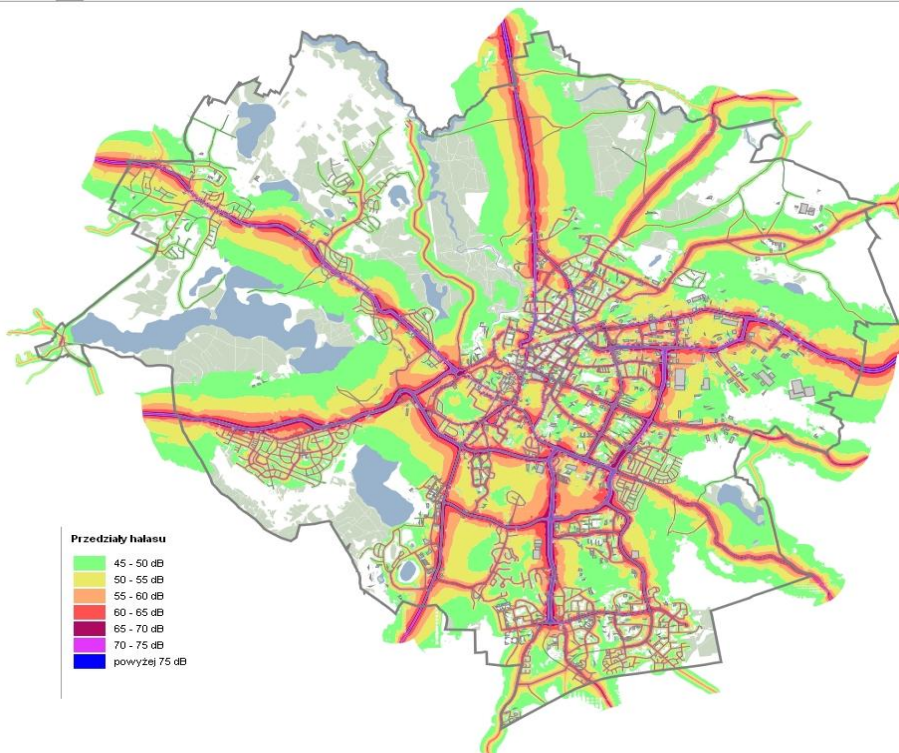 Przedziały hałasu
45 - 50 dB
50 - 55 dB
55 - 60 dB
60 - 65 dB
65 - 70 dB
70 - 75 dB
powyżej 75 dB